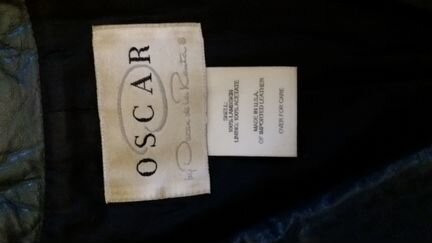 OSCAR
by Oscar de la Renta ®
SHELL:
100% LAMBSKIN
LINING: 100% ACETATE
MADE IN U.S.A.
OF IMPORTED LEATHER
OVER FOR CARE